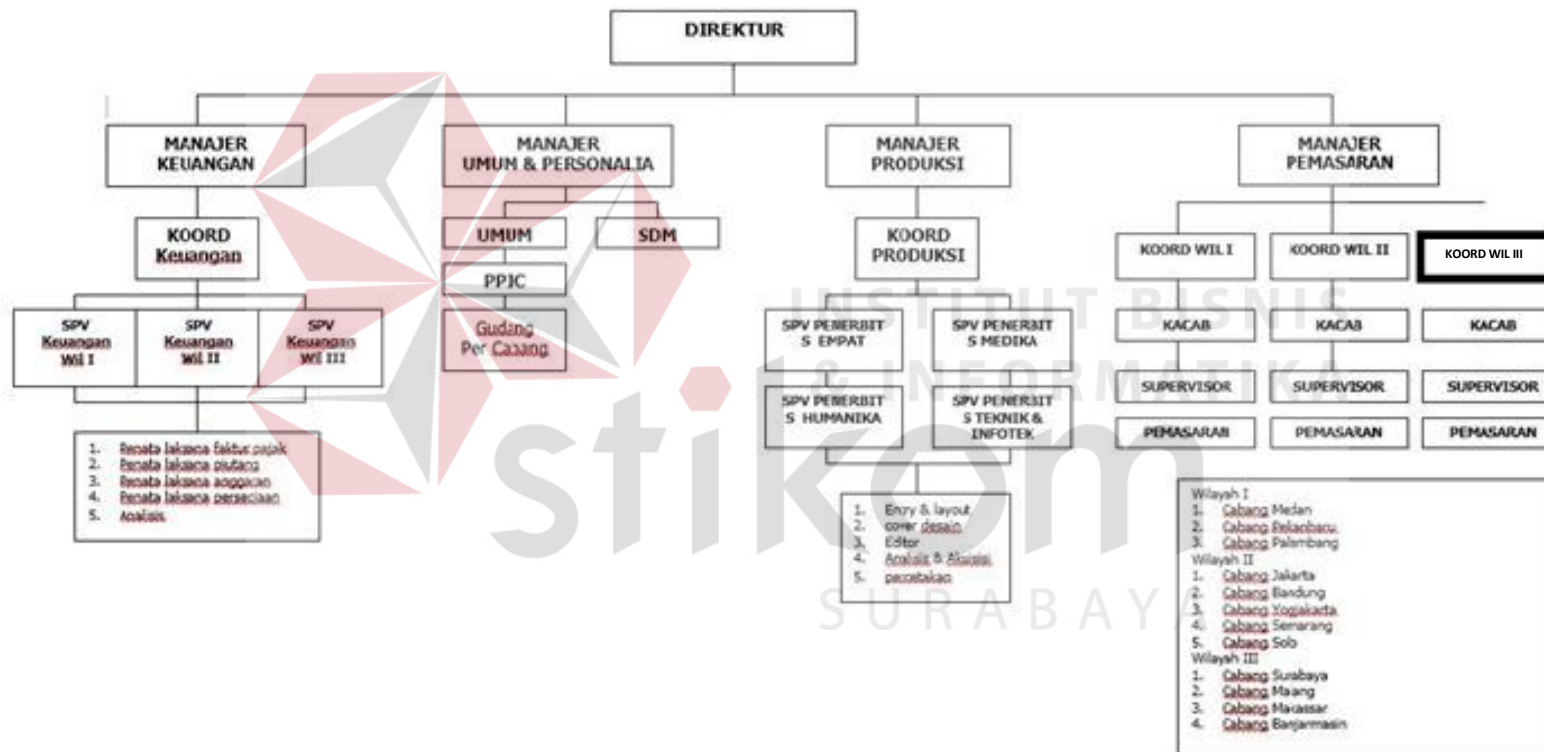 DIREKTUR
MANAJER
KEUANGAN
MANAJER
UMUM & PERSONALIA
MANAJER
PRODUKSI
MANAJER
PEMASARAN
KOORD
Keuangan
UMUM
SDM
KOORD
PRODUKSI
KOORD WIL I
KOORD WIL II
KOORD WIL III
PPIC
Gudang
Per Cabang
SPV
Keuangan
Wil I
SPV
Keuangan
Wil II
SPV
Keuangan
Wil III
SPV PENERBIT
S EMPAT
SPV PENERBIT
S MEDIKA
SPV PENERBIT
S HUMANIKA
SPV PENERBIT
S TEKNIK &
INFOTEK
KACAB
KACAB
KACAB
SUPERVISOR
SUPERVISOR
SUPERVISOR
PEMASARAN
PEMASARAN
PEMASARAN
1. Penata laksana faktur pajak
2. Penata laksana piutang
3. Penata laksana anggaran
4. Penata laksana persediaan
5. Analisis
1. Entry & layout
2. cover desain
3. Editor
4. Analisis & Akuisisi
5. percetakan
Wilayah I
1. Cabang Medan
2. Cabang Pekanbaru
3. Cabang Palembang
Wilayah II
1. Cabang Jakarta
2. Cabang Bandung
3. Cabang Yogjakarta
4. Cabang Semarang
5. Cabang Solo
Wilayah III
1. Cabang Surabaya
2. Cabang Malang
3. Cabang Makassar
4. Cabang Banjarmasin
INSTITUT BISNIS
& INFORMATIKA
stikom
SURABAYA